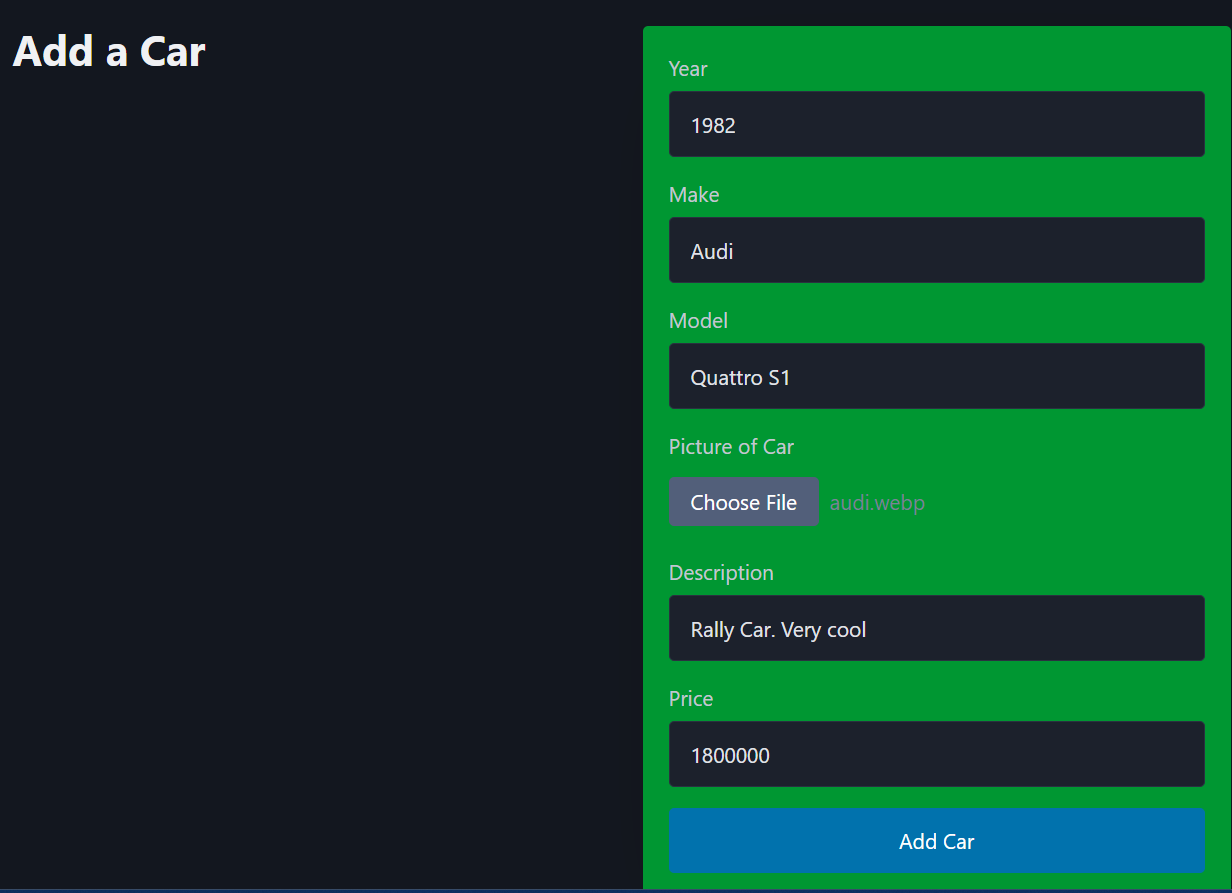 Add a Car
Year
1982
Make
Audi
Model
Quattro S1
Picture of Car
Choose File audi.webp
Description
Rally Car. Very cool
Price
1800000
Add Car